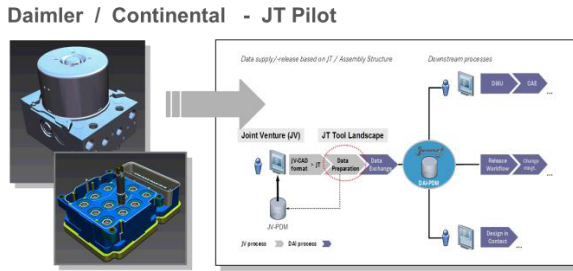 Daimler / Continental - JT Pilot
Data supply/-release based on JT / Assembly Structure
Downstream processes
DMU
CAE
...
Joint Venture (JV)
JT Tool Landscape
JV-CAD
format
> JT
Data
Preparation
Data
Exchange
DAI-PDM
Release
Workflow
Change
mngt.
...
JV-PDM
Design in
Context
...
JV process
DAI process